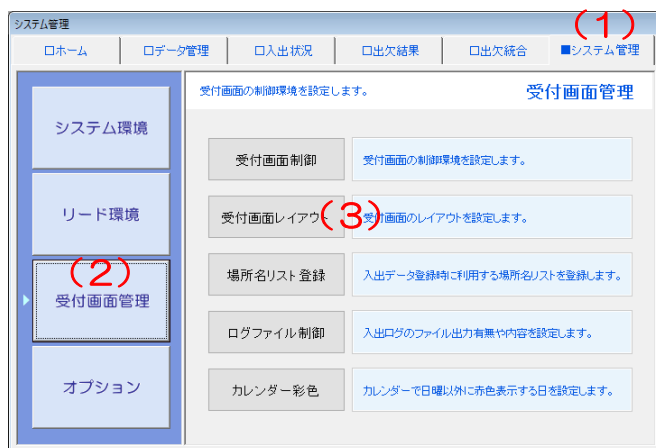 システム管理
(1)
□ホーム □データ管理 □入出状況 □出欠結果 □出欠統合 ■システム管理
受付画面の制御環境を設定します。 受付画面管理
システム環境
受付画面制御 受付画面の制御環境を設定します。
リード環境
受付画面レイアウト (3) 受付画面のレイアウトを設定します。
(2)
受付画面管理
場所名リスト登録 入出データ登録時に利用する場所名リストを登録します。
ログファイル制御 入出ログのファイル出力有無や内容を設定します。
オプション
カレンダー彩色 カレンダーで日曜以外に赤色表示する日を設定します。